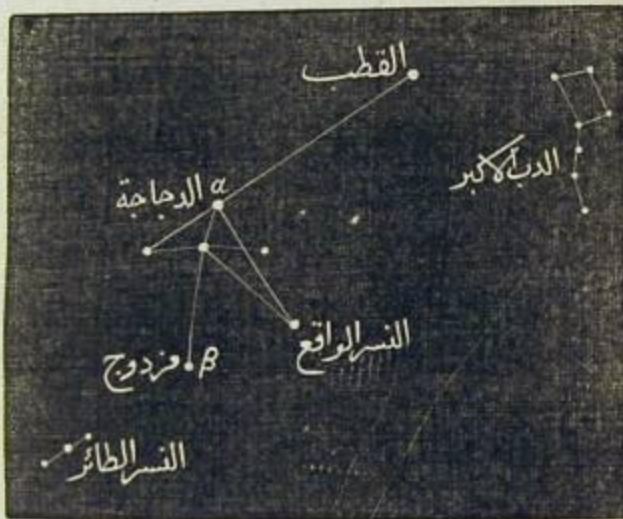 القطب
الدب الاكبر
الدجاجة α
النسر الواقع
مزدوج β
النسر الطائر